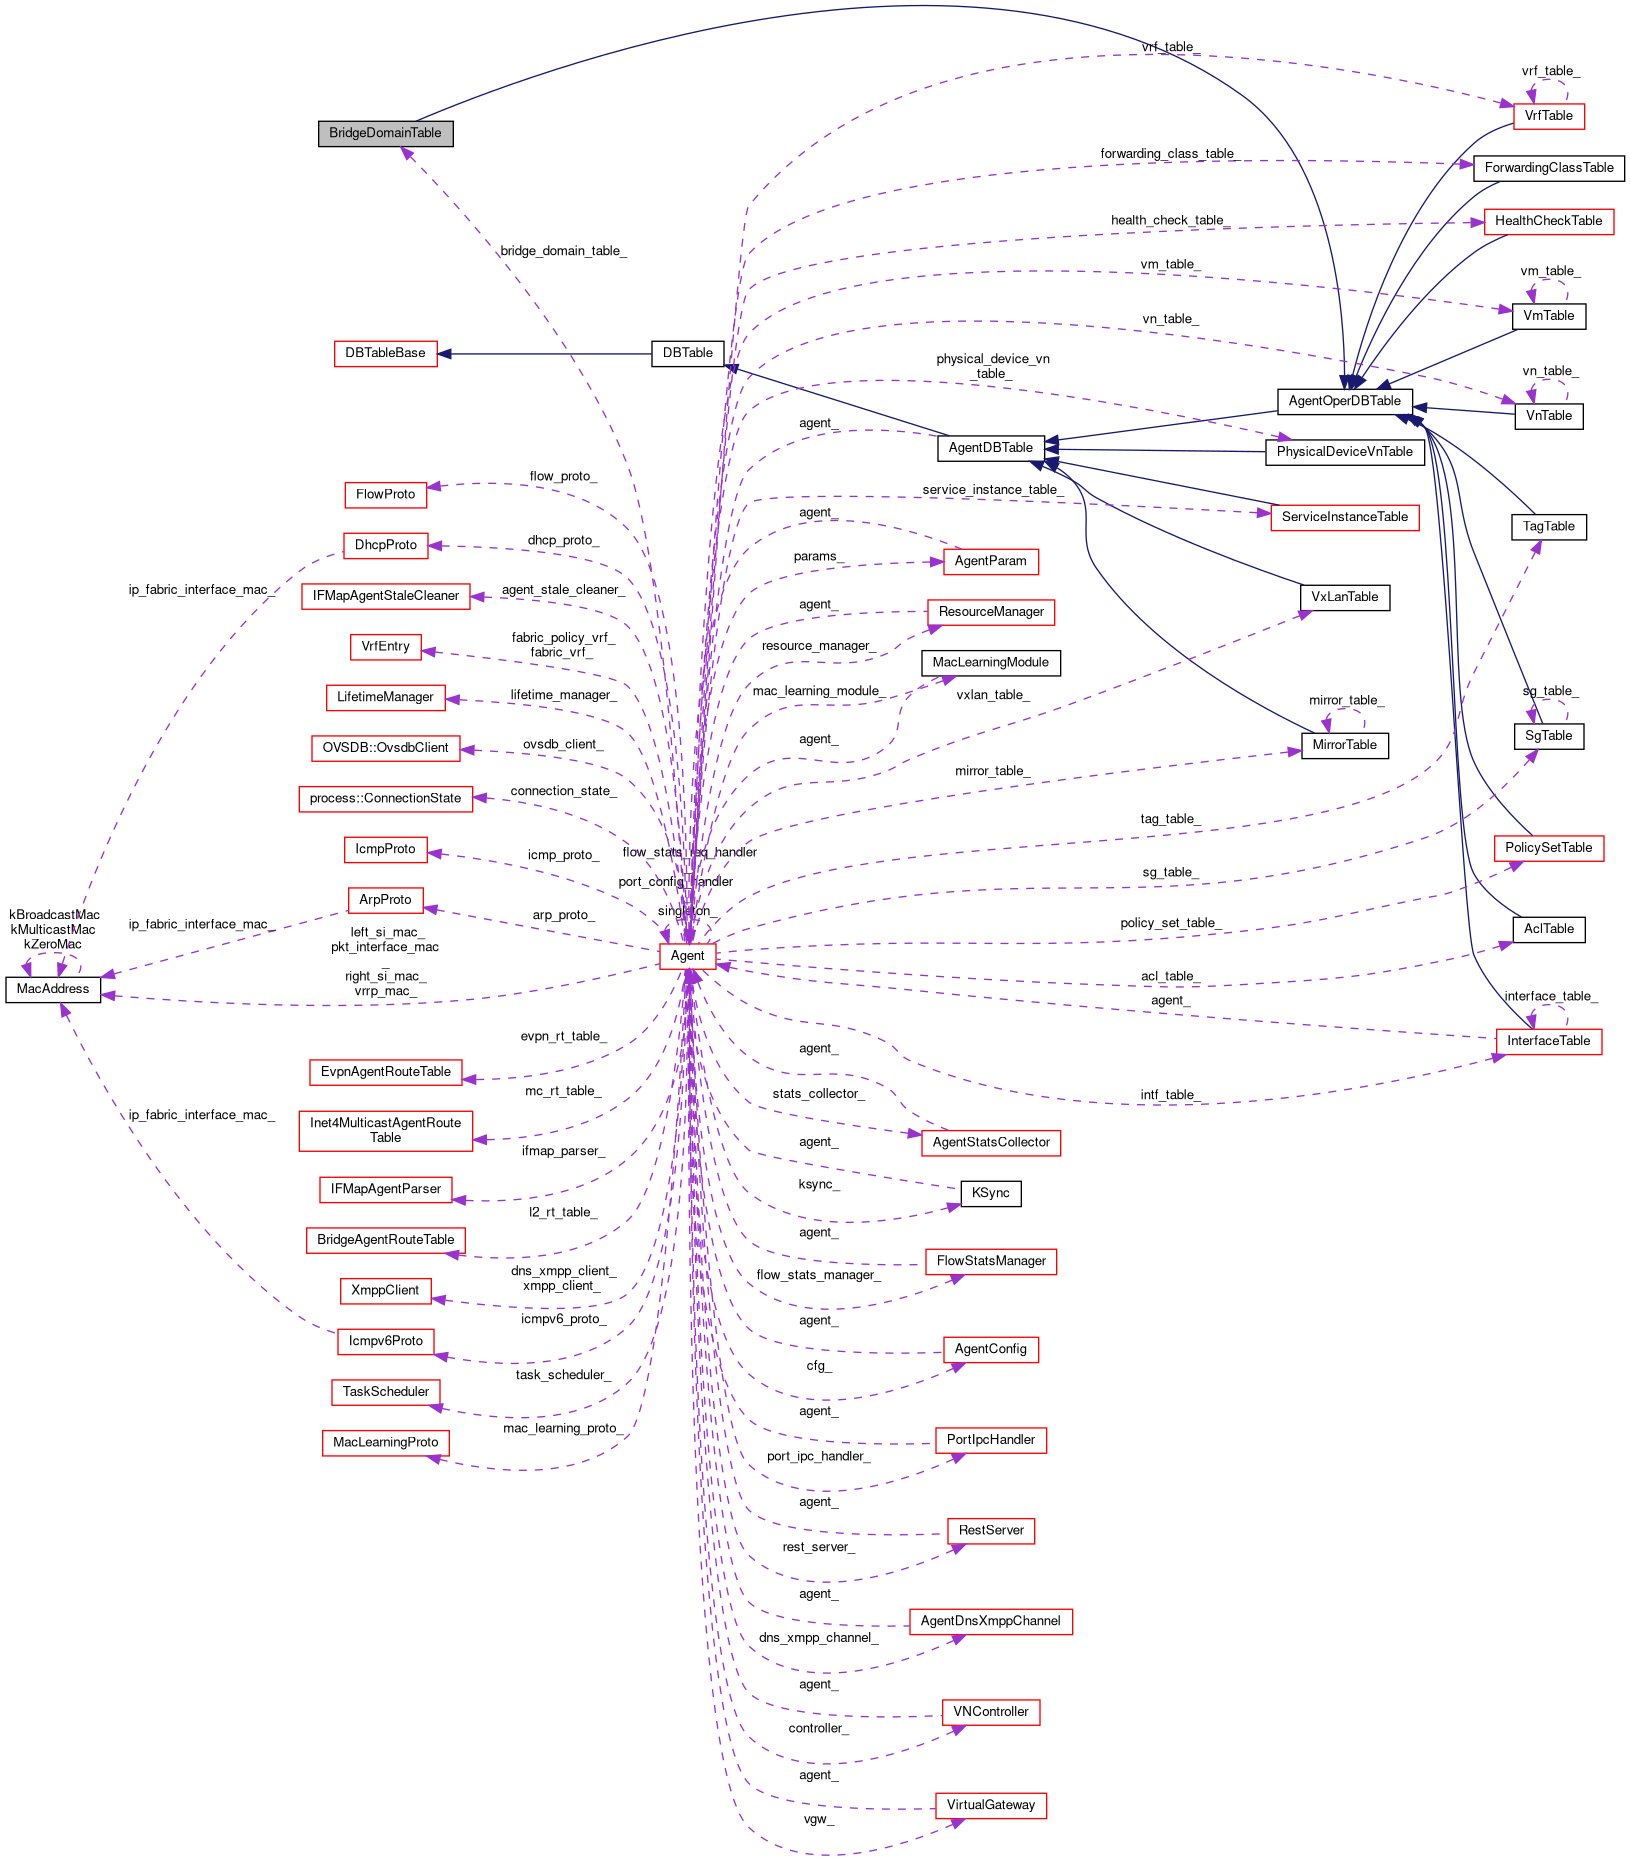 vrf_table_
vrf_table_
VrfTable
BridgeDomainTable
forwarding_class_table_
ForwardingClassTable
health_check_table_
HealthCheckTable
bridge_domain_table_
vm_table_
vm_table_
VmTable
vn_table_
DBTableBase
DBTable
physical_device_vn
_table_
vn_table_
AgentOperDBTable
VnTable
agent_
AgentDBTable
PhysicalDeviceVnTable
flow_proto_
FlowProto
service_instance_table_
ServiceInstanceTable
agent_
TagTable
DhcpProto
dhcp_proto_
params_
AgentParam
ip_fabric_interface_mac_
IFMapAgentStaleCleaner
agent_stale_cleaner_
agent_
ResourceManager
VxLanTable
VrfEntry
fabric_policy_vrf_
fabric_vrf_
resource_manager_
MacLearningModule
LifetimeManager
lifetime_manager_
mac_learning_module_
vxlan_table_
mirror_table_
sg_table_
OVSDB::OvsdbClient
ovsdb_client_
agent_
MirrorTable
SgTable
process::ConnectionState
connection_state_
mirror_table_
tag_table_
IcmpProto
icmp_proto_
flow_stats_req_handler
_
port_config_handler
_
singleton_
sg_table_
PolicySetTable
ArpProto
arp_proto_
kBroadcastMac
kMulticastMac
kZeroMac
ip_fabric_interface_mac_
left_si_mac_
pkt_interface_mac
_
right_si_mac_
vrrp_mac_
policy_set_table_
AclTable
Agent
MacAddress
acl_table_
agent_
interface_table_
InterfaceTable
evpn_rt_table_
EvpnAgentRouteTable
agent_
stats_collector_
intf_table_
mc_rt_table_
Inet4MulticastAgentRoute
Table
AgentStatsCollector
ip_fabric_interface_mac_
ifmap_parser_
IFMapAgentParser
agent_
ksync_
KSync
l2_rt_table_
BridgeAgentRouteTable
agent_
FlowStatsManager
dns_xmpp_client_
xmpp_client_
XmppClient
flow_stats_manager_
icmpv6_proto_
Icmpv6Proto
agent_
AgentConfig
cfg_
task_scheduler_
TaskScheduler
agent_
mac_learning_proto_
MacLearningProto
PortIpcHandler
port_ipc_handler_
agent_
RestServer
rest_server_
agent_
AgentDnsXmppChannel
dns_xmpp_channel_
agent_
VNController
controller_
agent_
VirtualGateway
vgw_